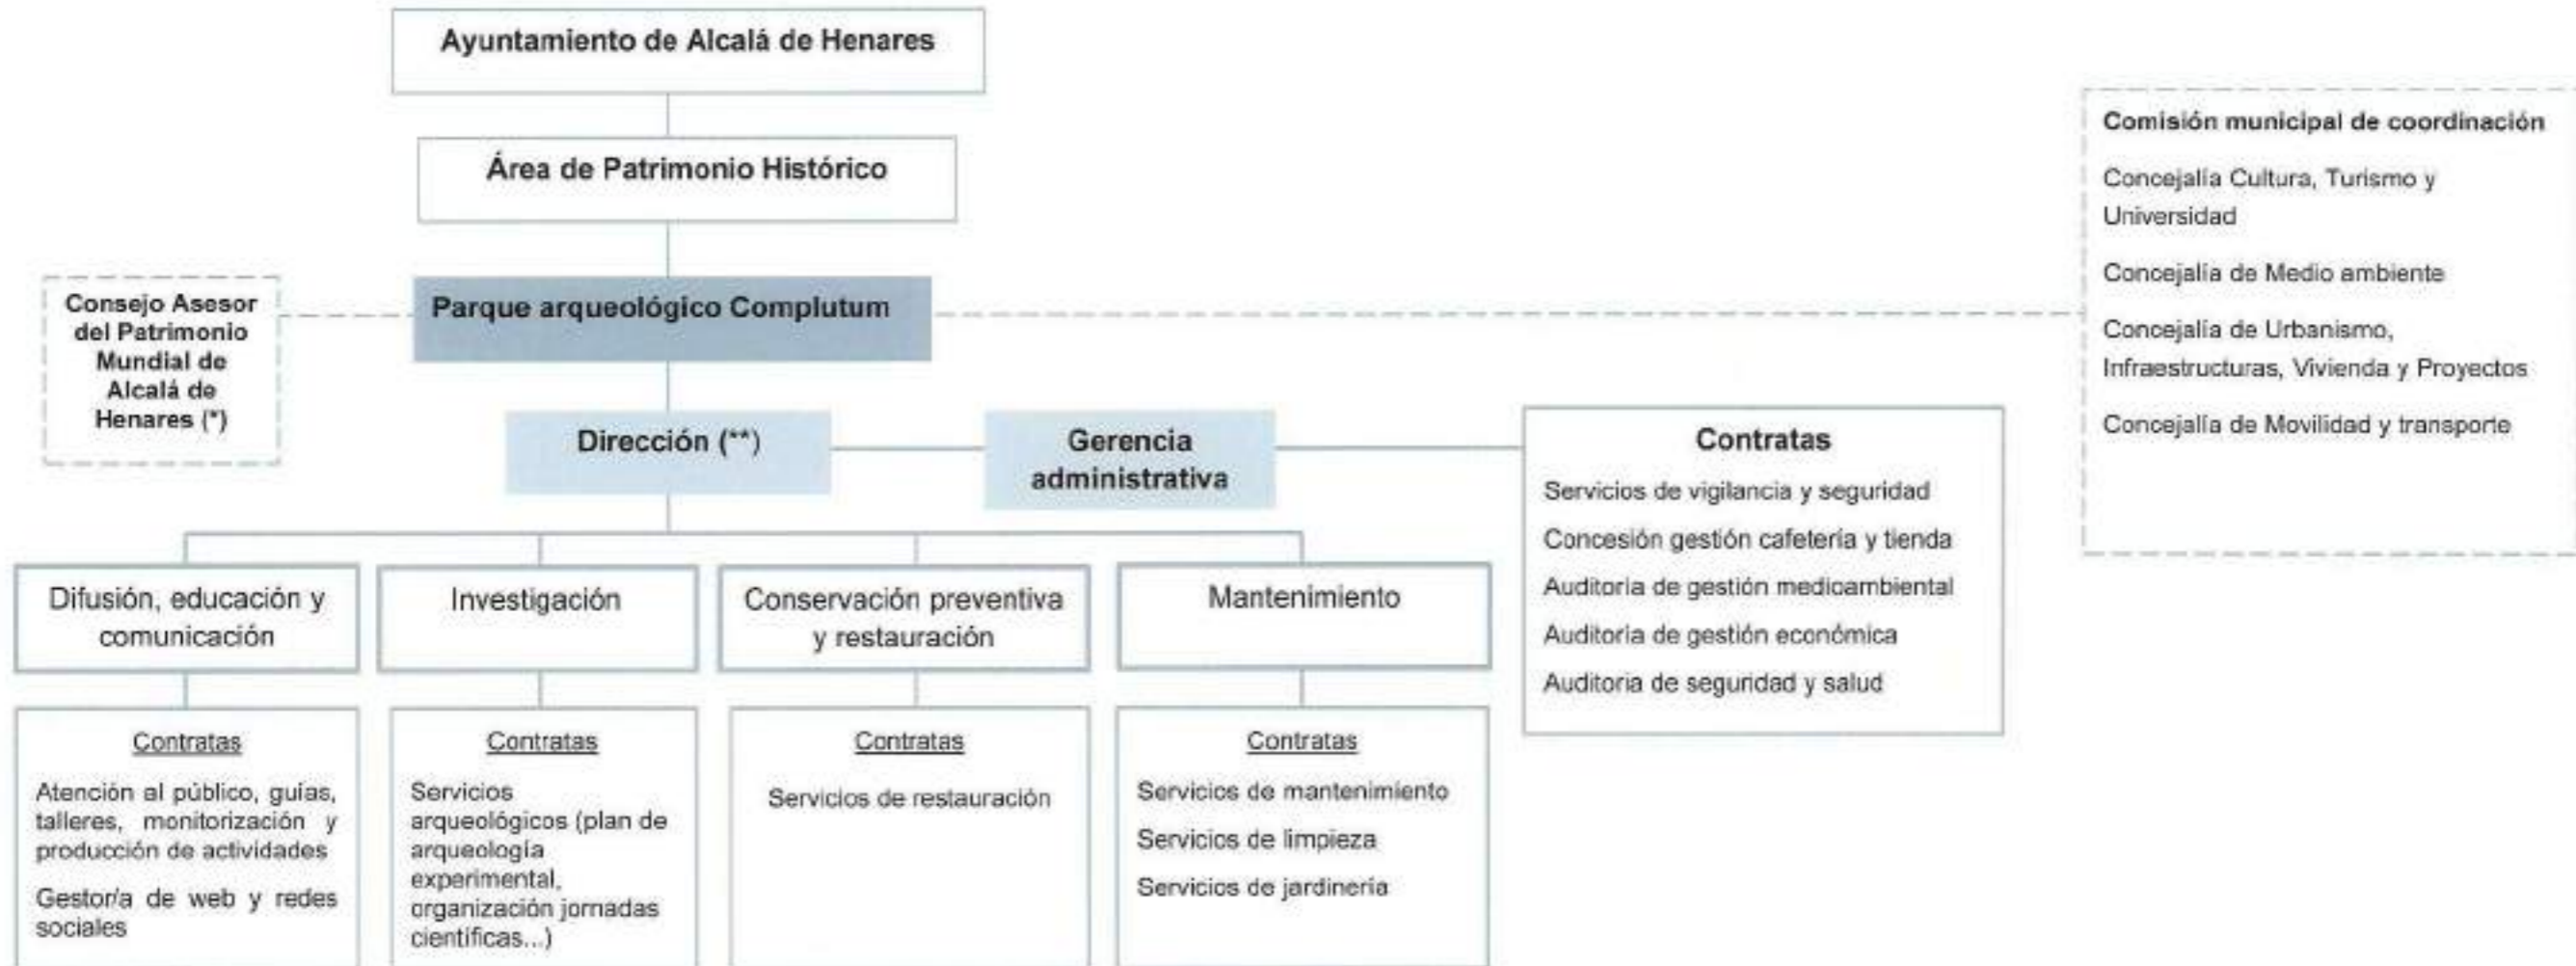 Ayuntamiento de Alcalá de Henares
Área de Patrimonio Histórico
Consejo Asesor
del Patrimonio
Mundial de
Alcalá de
Henares (*)
Parque arqueológico Complutum
Comisión municipal de coordinación
Concejalía Cultura, Turismo y
Universidad
Concejalía de Medio ambiente
Concejalía de Urbanismo,
Infraestructuras, Vivienda y Proyectos
Concejalía de Movilidad y transporte
Dirección (**)
Gerencia
administrativa
Contratas
Servicios de vigilancia y seguridad
Concesión gestión cafetería y tienda
Auditoría de gestión medioambiental
Auditoría de gestión económica
Auditoría de seguridad y salud
Difusión, educación y
comunicación
Investigación
Conservación preventiva
y restauración
Mantenimiento
Contratas
Atención al público, guías,
talleres, monitorización y
producción de actividades
Gestor/a de web y redes
sociales
Contratas
Servicios
arqueológicos (plan de
arqueología
experimental,
organización jornadas
científicas...)
Contratas
Servicios de restauración
Contratas
Servicios de mantenimiento
Servicios de limpieza
Servicios de jardinería